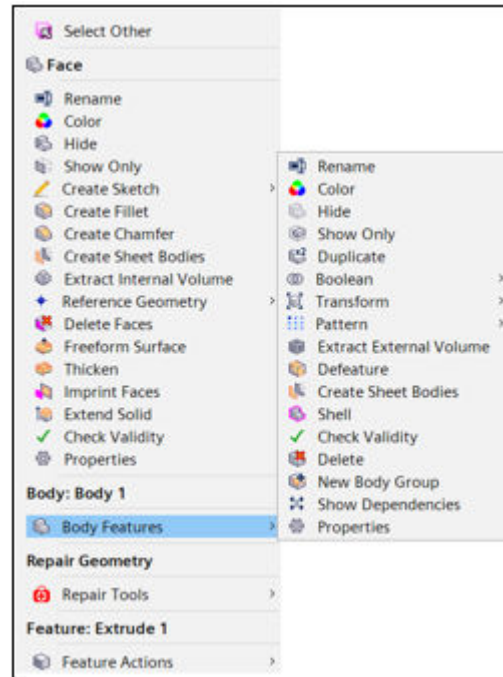 Select Other
Face
Rename
Color
Hide
Show Only
Create Sketch
Create Fillet
Create Chamfer
Create Sheet Bodies
Extract Internal Volume
Reference Geometry
Delete Faces
Freeform Surface
Thicken
Imprint Faces
Extend Solid
Check Validity
Properties
Body: Body 1
Body Features
Repair Geometry
Repair Tools
Feature: Extrude 1
Feature Actions
Rename
Color
Hide
Show Only
Duplicate
Boolean
Transform
Pattern
Extract External Volume
Defeature
Create Sheet Bodies
Shell
Check Validity
Delete
New Body Group
Show Dependencies
Properties